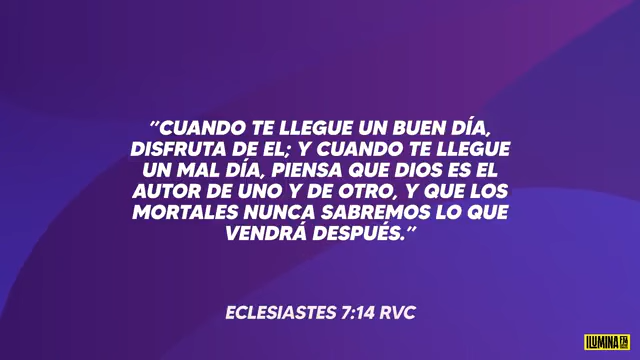 "CUANDO TE LLEGUE UN BUEN DÍA,
DISFRUTA DE EL; Y CUANDO TE LLEGUE
UN MAL DÍA, PIENSA QUE DIOS ES EL
AUTOR DE UNO Y DE OTRO, Y QUE LOS
MORTALES NUNCA SABREMOS LO QUE
VENDRÁ DESPUÉS."
ECLESIASTES 7:14 RVC
ILUMINA